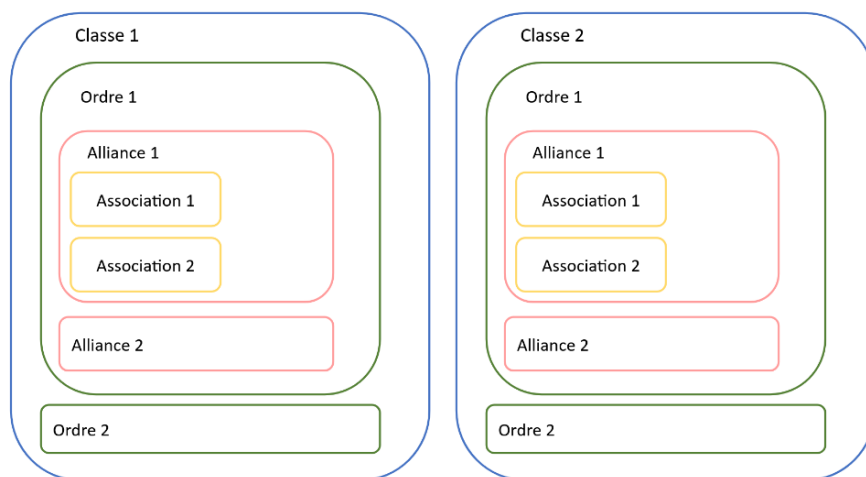 Classe 1
Ordre 1
Alliance 1
Association 1
Association 2
Alliance 2
Ordre 2
Classe 2
Ordre 1
Alliance 1
Association 1
Association 2
Alliance 2
Ordre 2